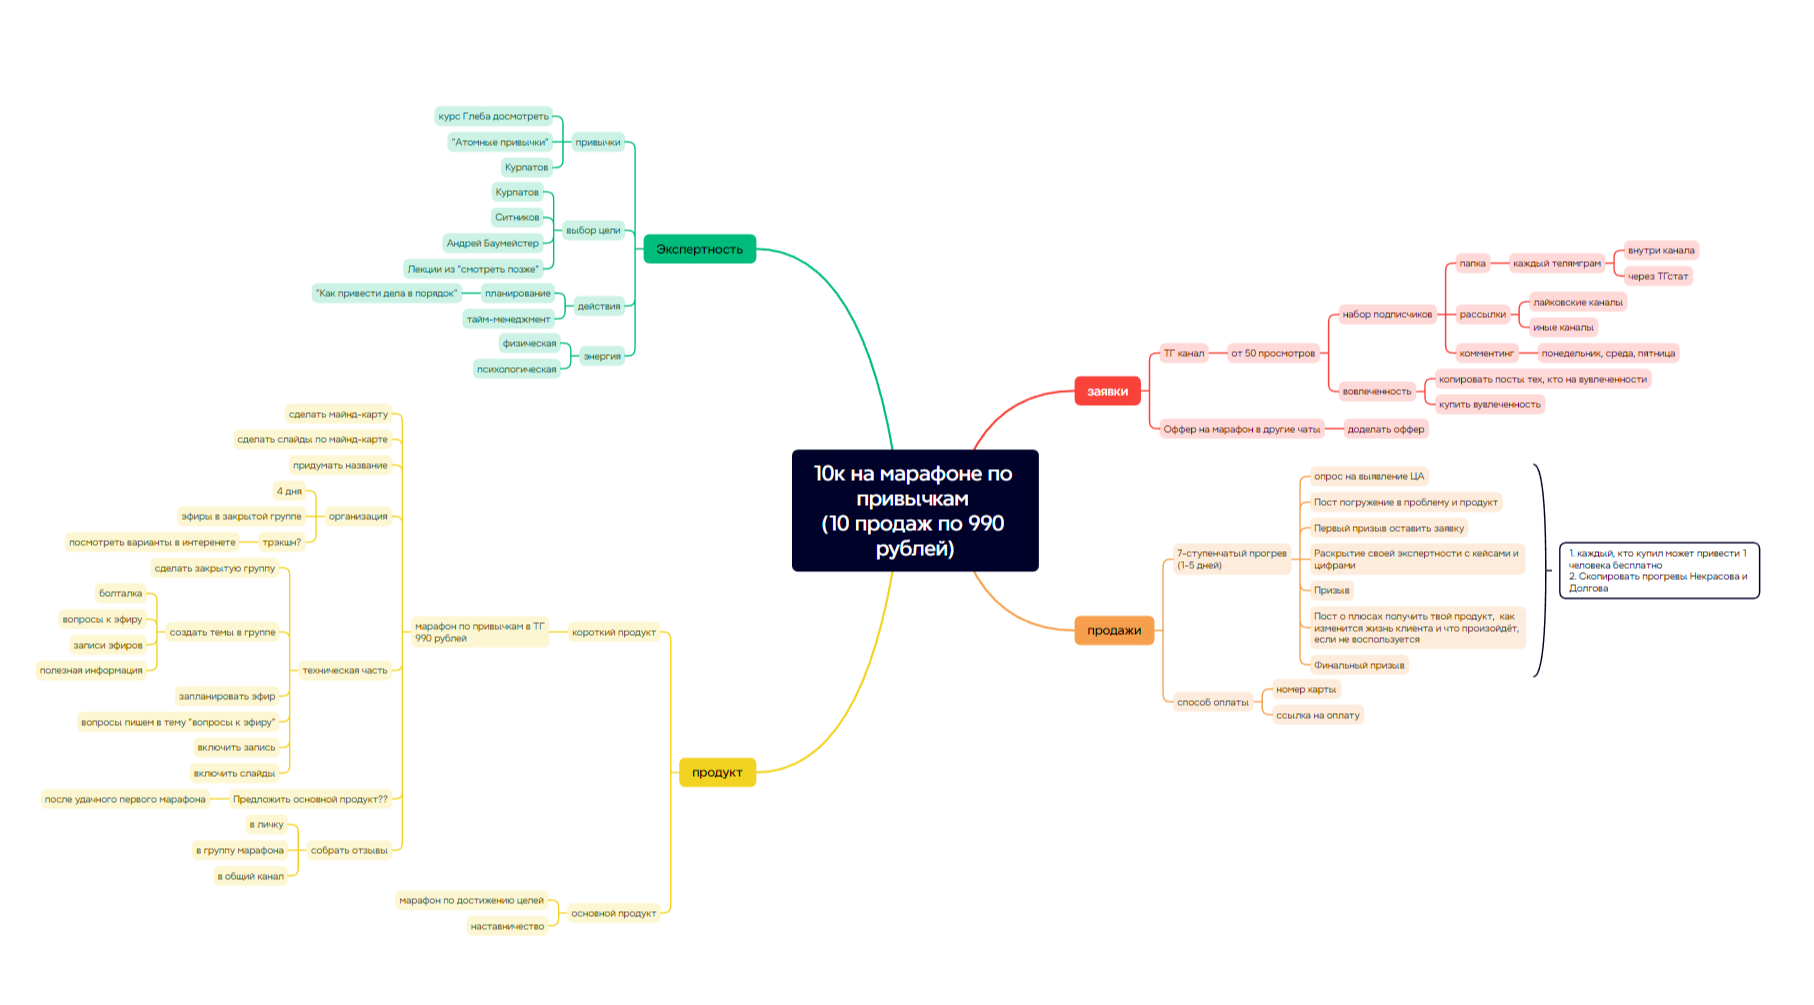 10к на марафоне по
привычкам
(10 продаж по 990
рублей)
Экспертность
привычки
курс Глеба досмотреть
"Атомные привычки"
Курпатов
выбор цели
Курпатов
Ситников
Андрей Баумейстер
Лекции из "смотреть позже"
действия
планирование
"Как привести дела в порядок"
тайм-менеджмент
энергия
физическая
психологическая
заявки
ТГ канал
от 50 просмотров
набор подписчиков
папка
каждый телямграм
внутри канала
через ТГстат
рассылки
лайковские каналы
иные каналы
комментинг
понедельник, среда, пятница
вовлеченность
копировать посты тех, кто на вувлеченности
купить вувлеченность
Оффер на марафон в другие чаты
доделать оффер
продажи
7-ступенчатый прогрев
(1-5 дней)
опрос на выявление ЦА
Пост погружение в проблему и продукт
Первый призыв оставить заявку
Раскрытие своей экспертности с кейсами и
цифрами
Призыв
Пост о плюсах получить твой продукт, как
изменится жизнь клиента и что произойдёт,
если не воспользуется
Финальный призыв
1. каждый, кто купил может привести 1
человека бесплатно
2. Скопировать прогревы Некрасова и
Долгова
способ оплаты
номер карты
ссылка на оплату
продукт
короткий продукт
марафон по привычкам в ТГ
990 рублей
сделать майнд-карту
сделать слайды по майнд-карте
придумать название
организация
4 дня
эфиры в закрытой группе
трэкшн?
посмотреть варианты в интеренете
техническая часть
сделать закрытую группу
создать темы в группе
болталка
вопросы к эфиру
записи эфиров
полезная информация
запланировать эфир
вопросы пишем в тему "вопросы к эфиру"
включить запись
включить слайды
Предложить основной продукт??
после удачного первого марафона
собрать отзывы
в личку
в группу марафона
в общий канал
основной продукт
марафон по достижению целей
наставничество